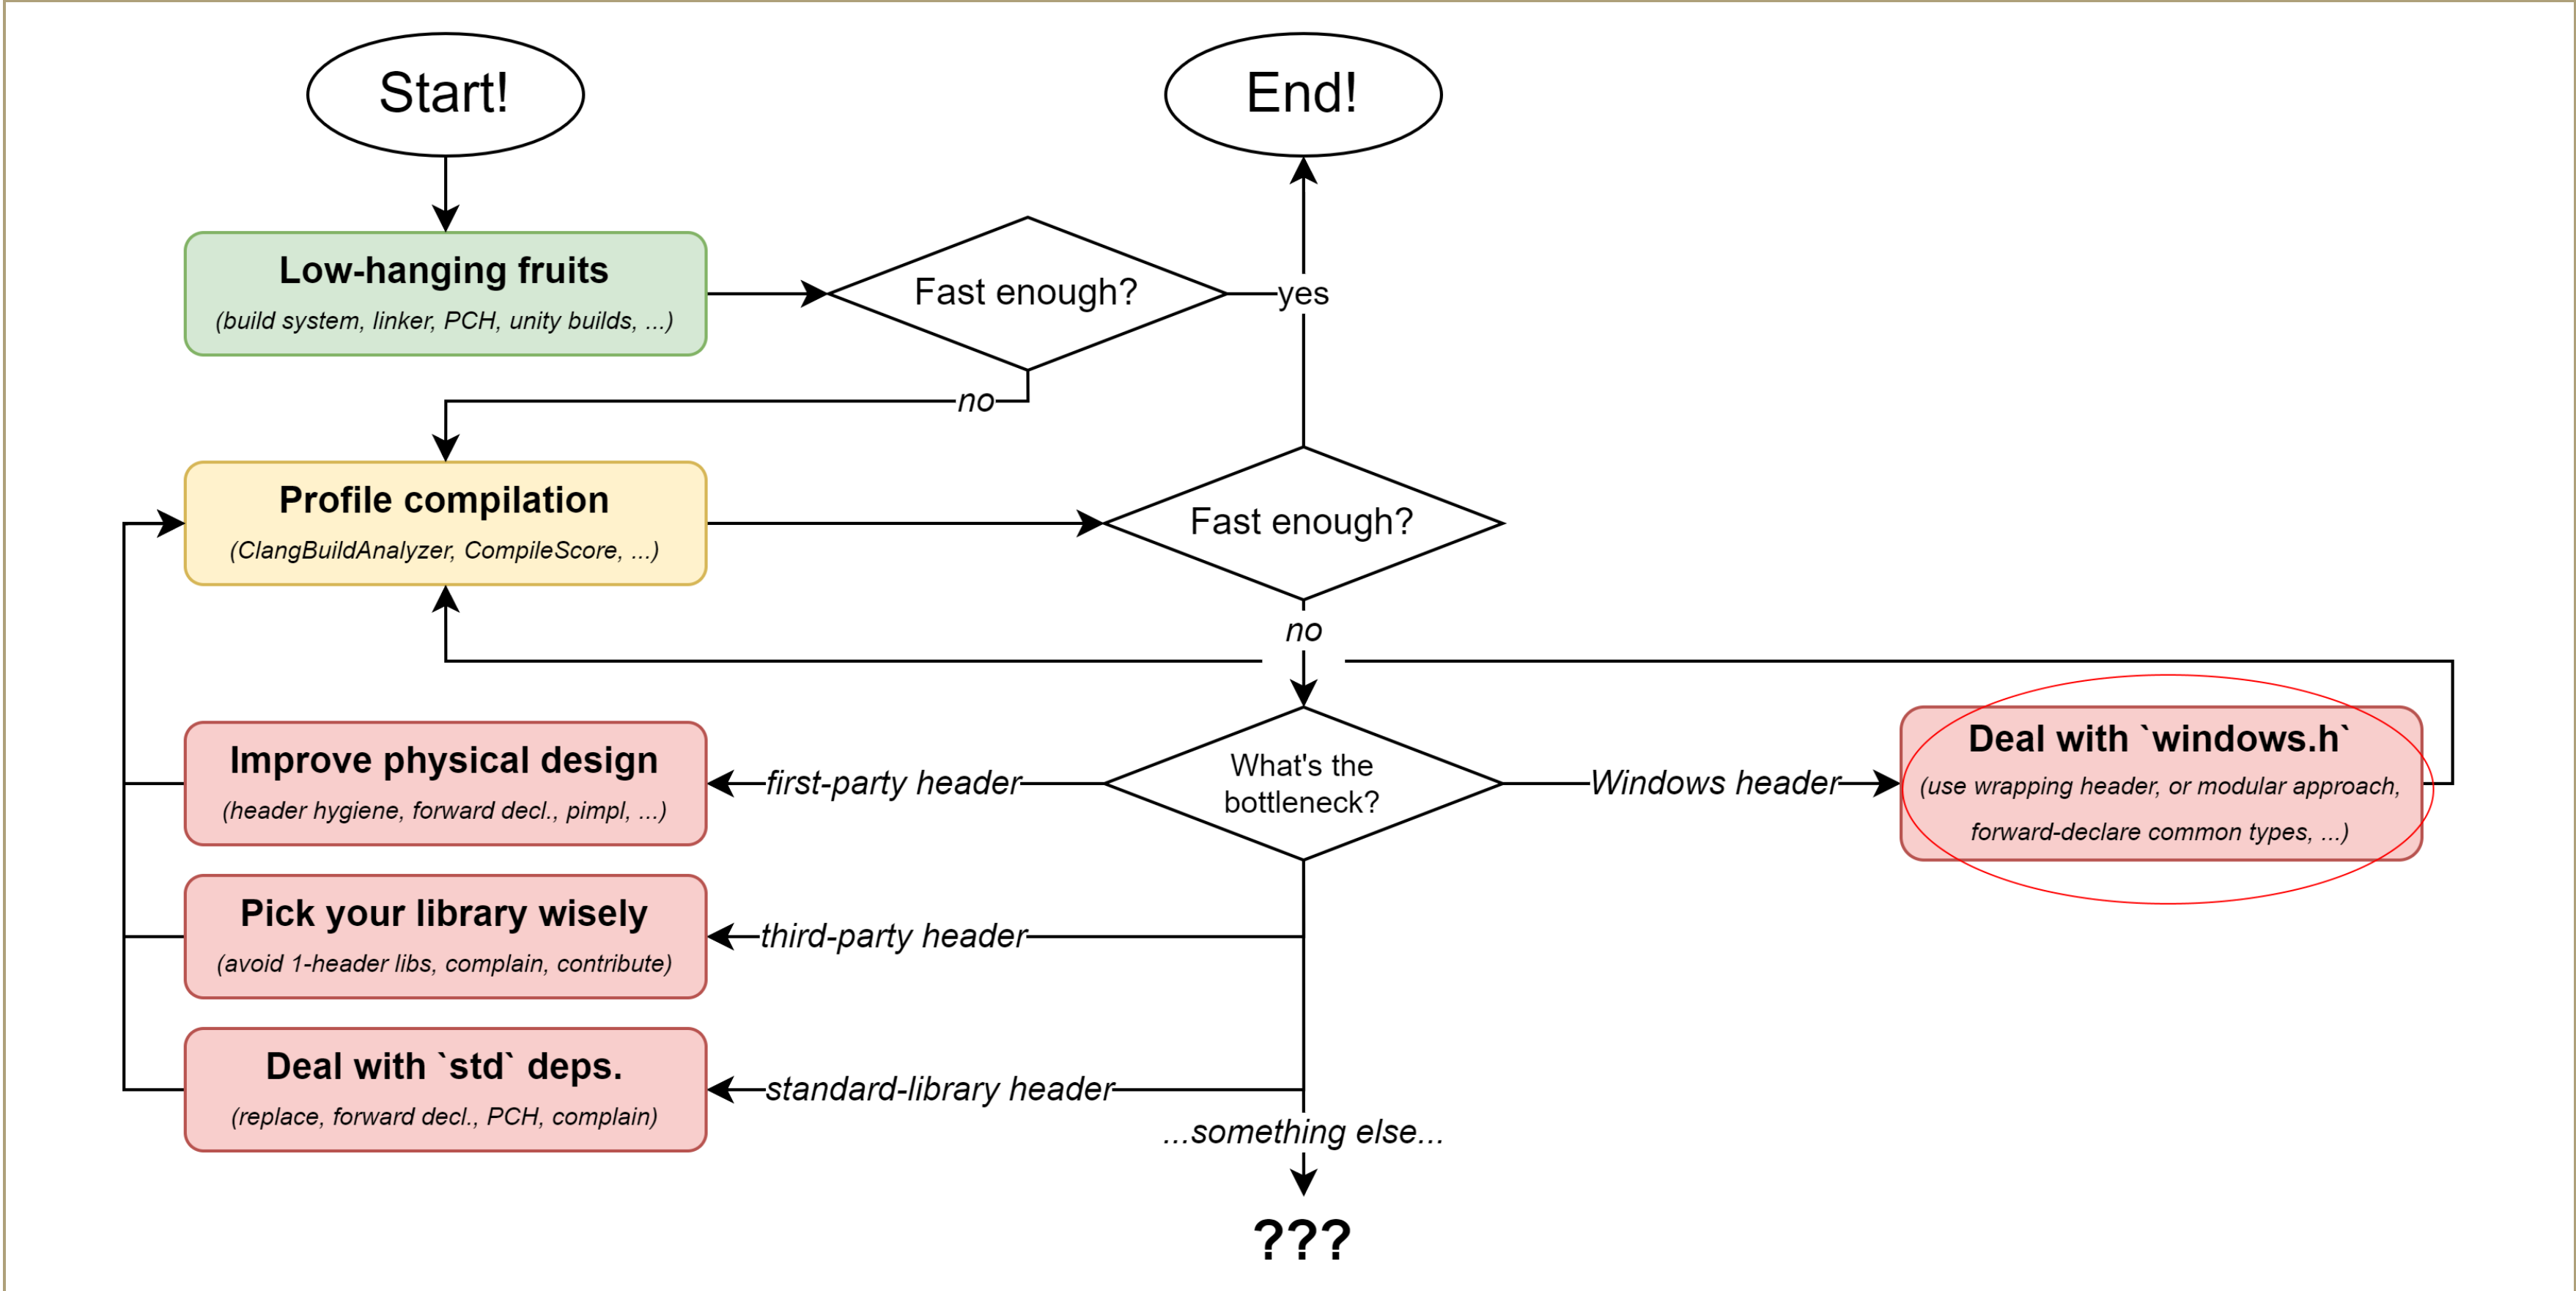 Start!
End!
Low-hanging fruits
(build system, linker, PCH, unity builds, ...)
Fast enough?
yes
no
Profile compilation
(ClangBuildAnalyzer, CompileScore, ...)
Fast enough?
no
Improve physical design
(header hygiene, forward decl., pimpl, ...)
first-party header
What's the
bottleneck?
Windows header
Deal with `windows.h`
(use wrapping header, or modular approach,
forward-declare common types, ...)
Pick your library wisely
(avoid 1-header libs, complain, contribute)
third-party header
Deal with `std` deps.
(replace, forward decl., PCH, complain)
standard-library header
...something else...
???